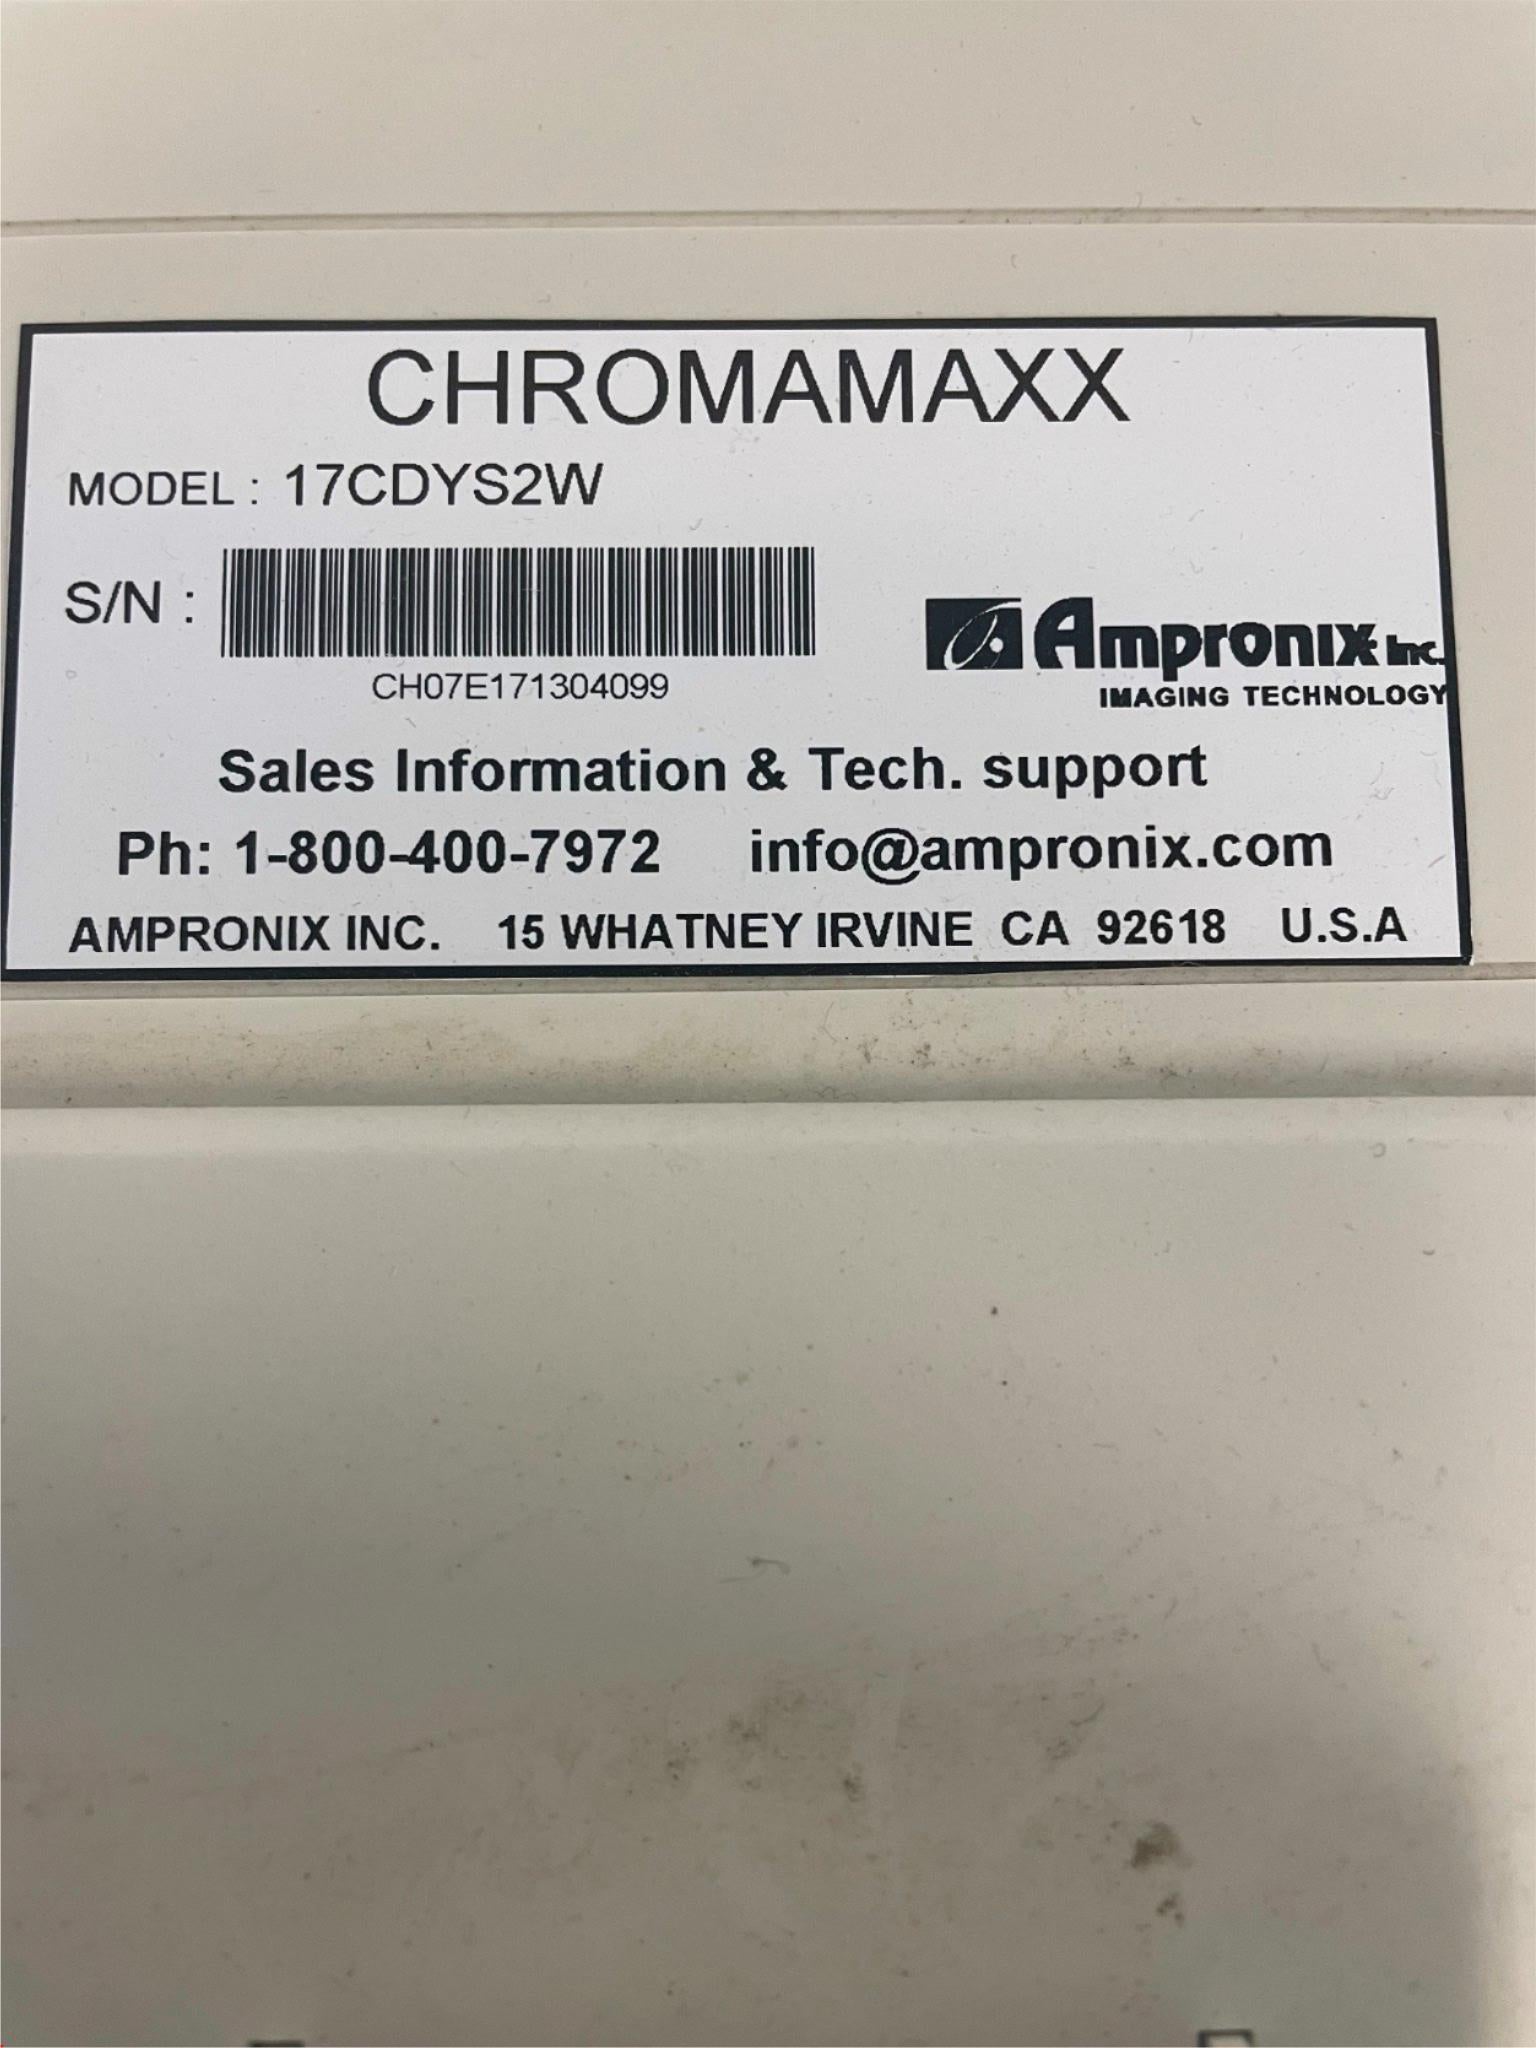 CHROMAMAXX
MODEL : 17CDYS2W
S/N :
CH07E171304099
Ampronix Inc.
IMAGING TECHNOLOGY
Sales Information & Tech. support
Ph: 1-800-400-7972 info@ampronix.com
AMPRONIX INC. 15 WHATNEY IRVINE CA 92618 U.S.A